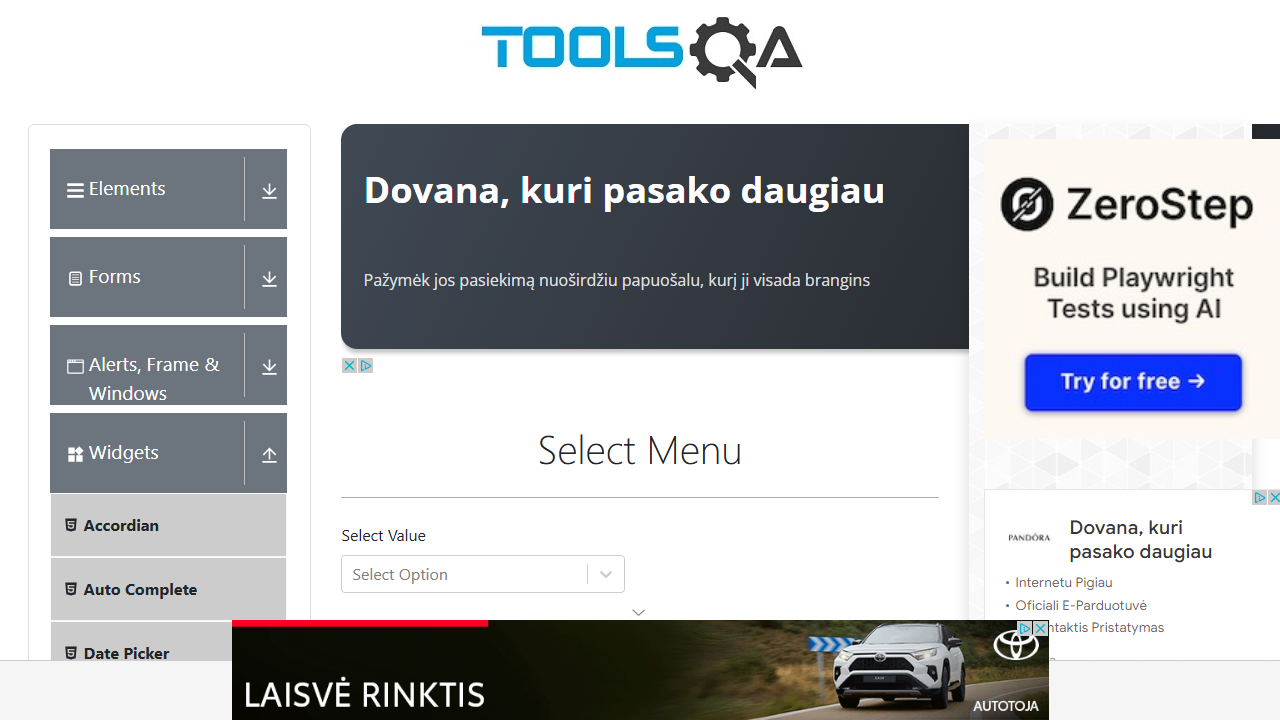 TOOLSQA
Elements
Forms
Alerts, Frame &
Windows
Widgets
Accordian
Auto Complete
Date Picker
Dovana, kuri pasako daugiau
Pažymėk jos pasiekimą nuoširdžiu papuošalu, kurį ji visada brangins
Select Menu
Select Value
Select Option
ZeroStep
Build Playwright
Tests using AI
Try for free →
PANDÖRA
Dovana, kuri
pasako daugiau
• Internetu Pigiau
• Oficiali E-Parduotuvė
ntaktis Pristatymas
LAISVĖ RINKTIS
AUTOTOJA